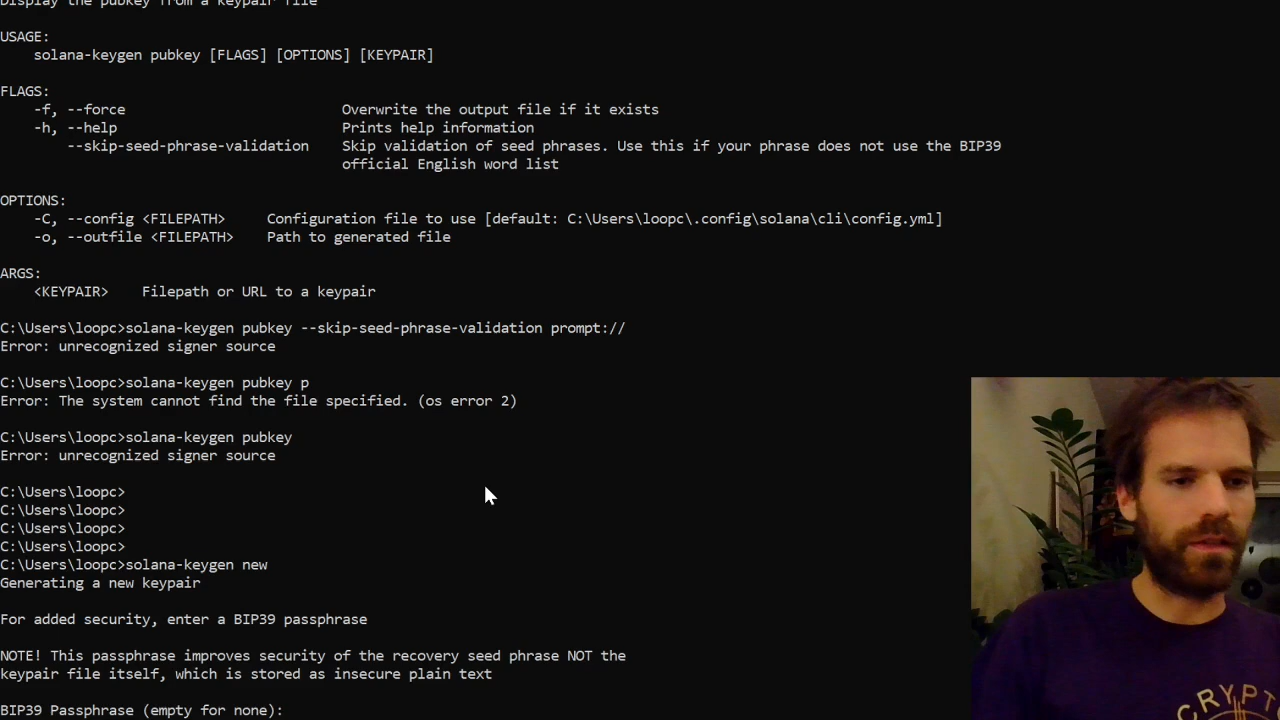 Display the pubkey from a keypair file
USAGE:
solana-keygen pubkey [FLAGS] [OPTIONS] [KEYPAIR]
FLAGS:
-f, --force Overwrite the output file if it exists
-h, --help Prints help information
--skip-seed-phrase-validation Skip validation of seed phrases. Use this if your phrase does not use the BIP39
official English word list
OPTIONS:
-C, --config <FILEPATH> Configuration file to use [default: C:\Users\loopc\.config\solana\cli\config.yml]
-o, --outfile <FILEPATH> Path to generated file
ARGS:
<KEYPAIR> Filepath or URL to a keypair
C:\Users\loopc>solana-keygen pubkey --skip-seed-phrase-validation prompt://
Error: unrecognized signer source
C:\Users\loopc>solana-keygen pubkey p
Error: The system cannot find the file specified. (os error 2)
C:\Users\loopc>solana-keygen pubkey
Error: unrecognized signer source
C:\Users\loopc>
C:\Users\loopc>
C:\Users\loopc>
C:\Users\loopc>
C:\Users\loopc>solana-keygen new
Generating a new keypair
For added security, enter a BIP39 passphrase
NOTE! This passphrase improves security of the recovery seed phrase NOT the
keypair file itself, which is stored as insecure plain text
BIP39 Passphrase (empty for none):
CRYPT